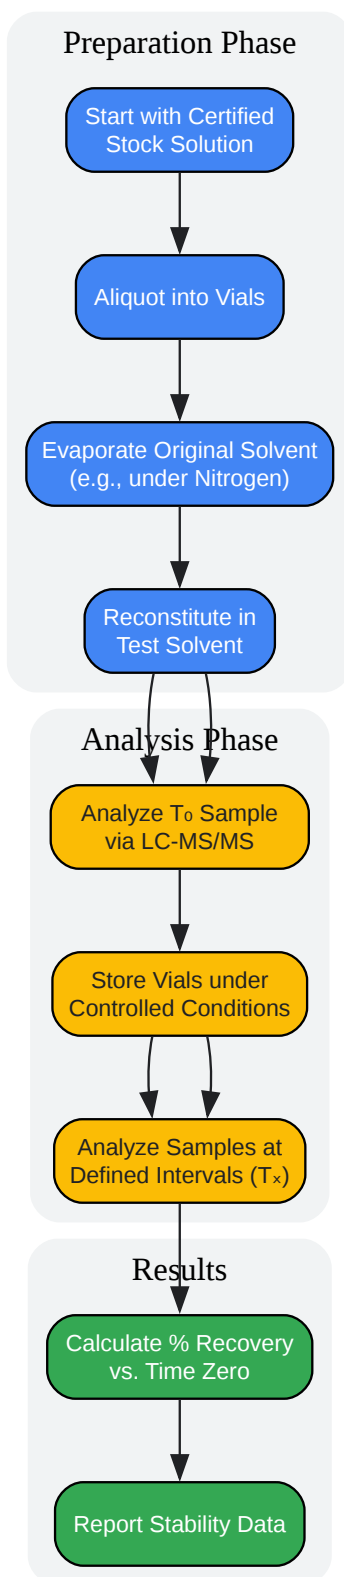 Preparation Phase
Start with Certified
Stock Solution
Aliquot into Vials
Evaporate Original Solvent
(e.g., under Nitrogen)
Reconstitute in
Test Solvent
Analysis Phase
Analyze T₀ Sample
via LC-MS/MS
Store Vials under
Controlled Conditions
Analyze Samples at
Defined Intervals (Tₓ)
Results
Calculate % Recovery
vs. Time Zero
Report Stability Data